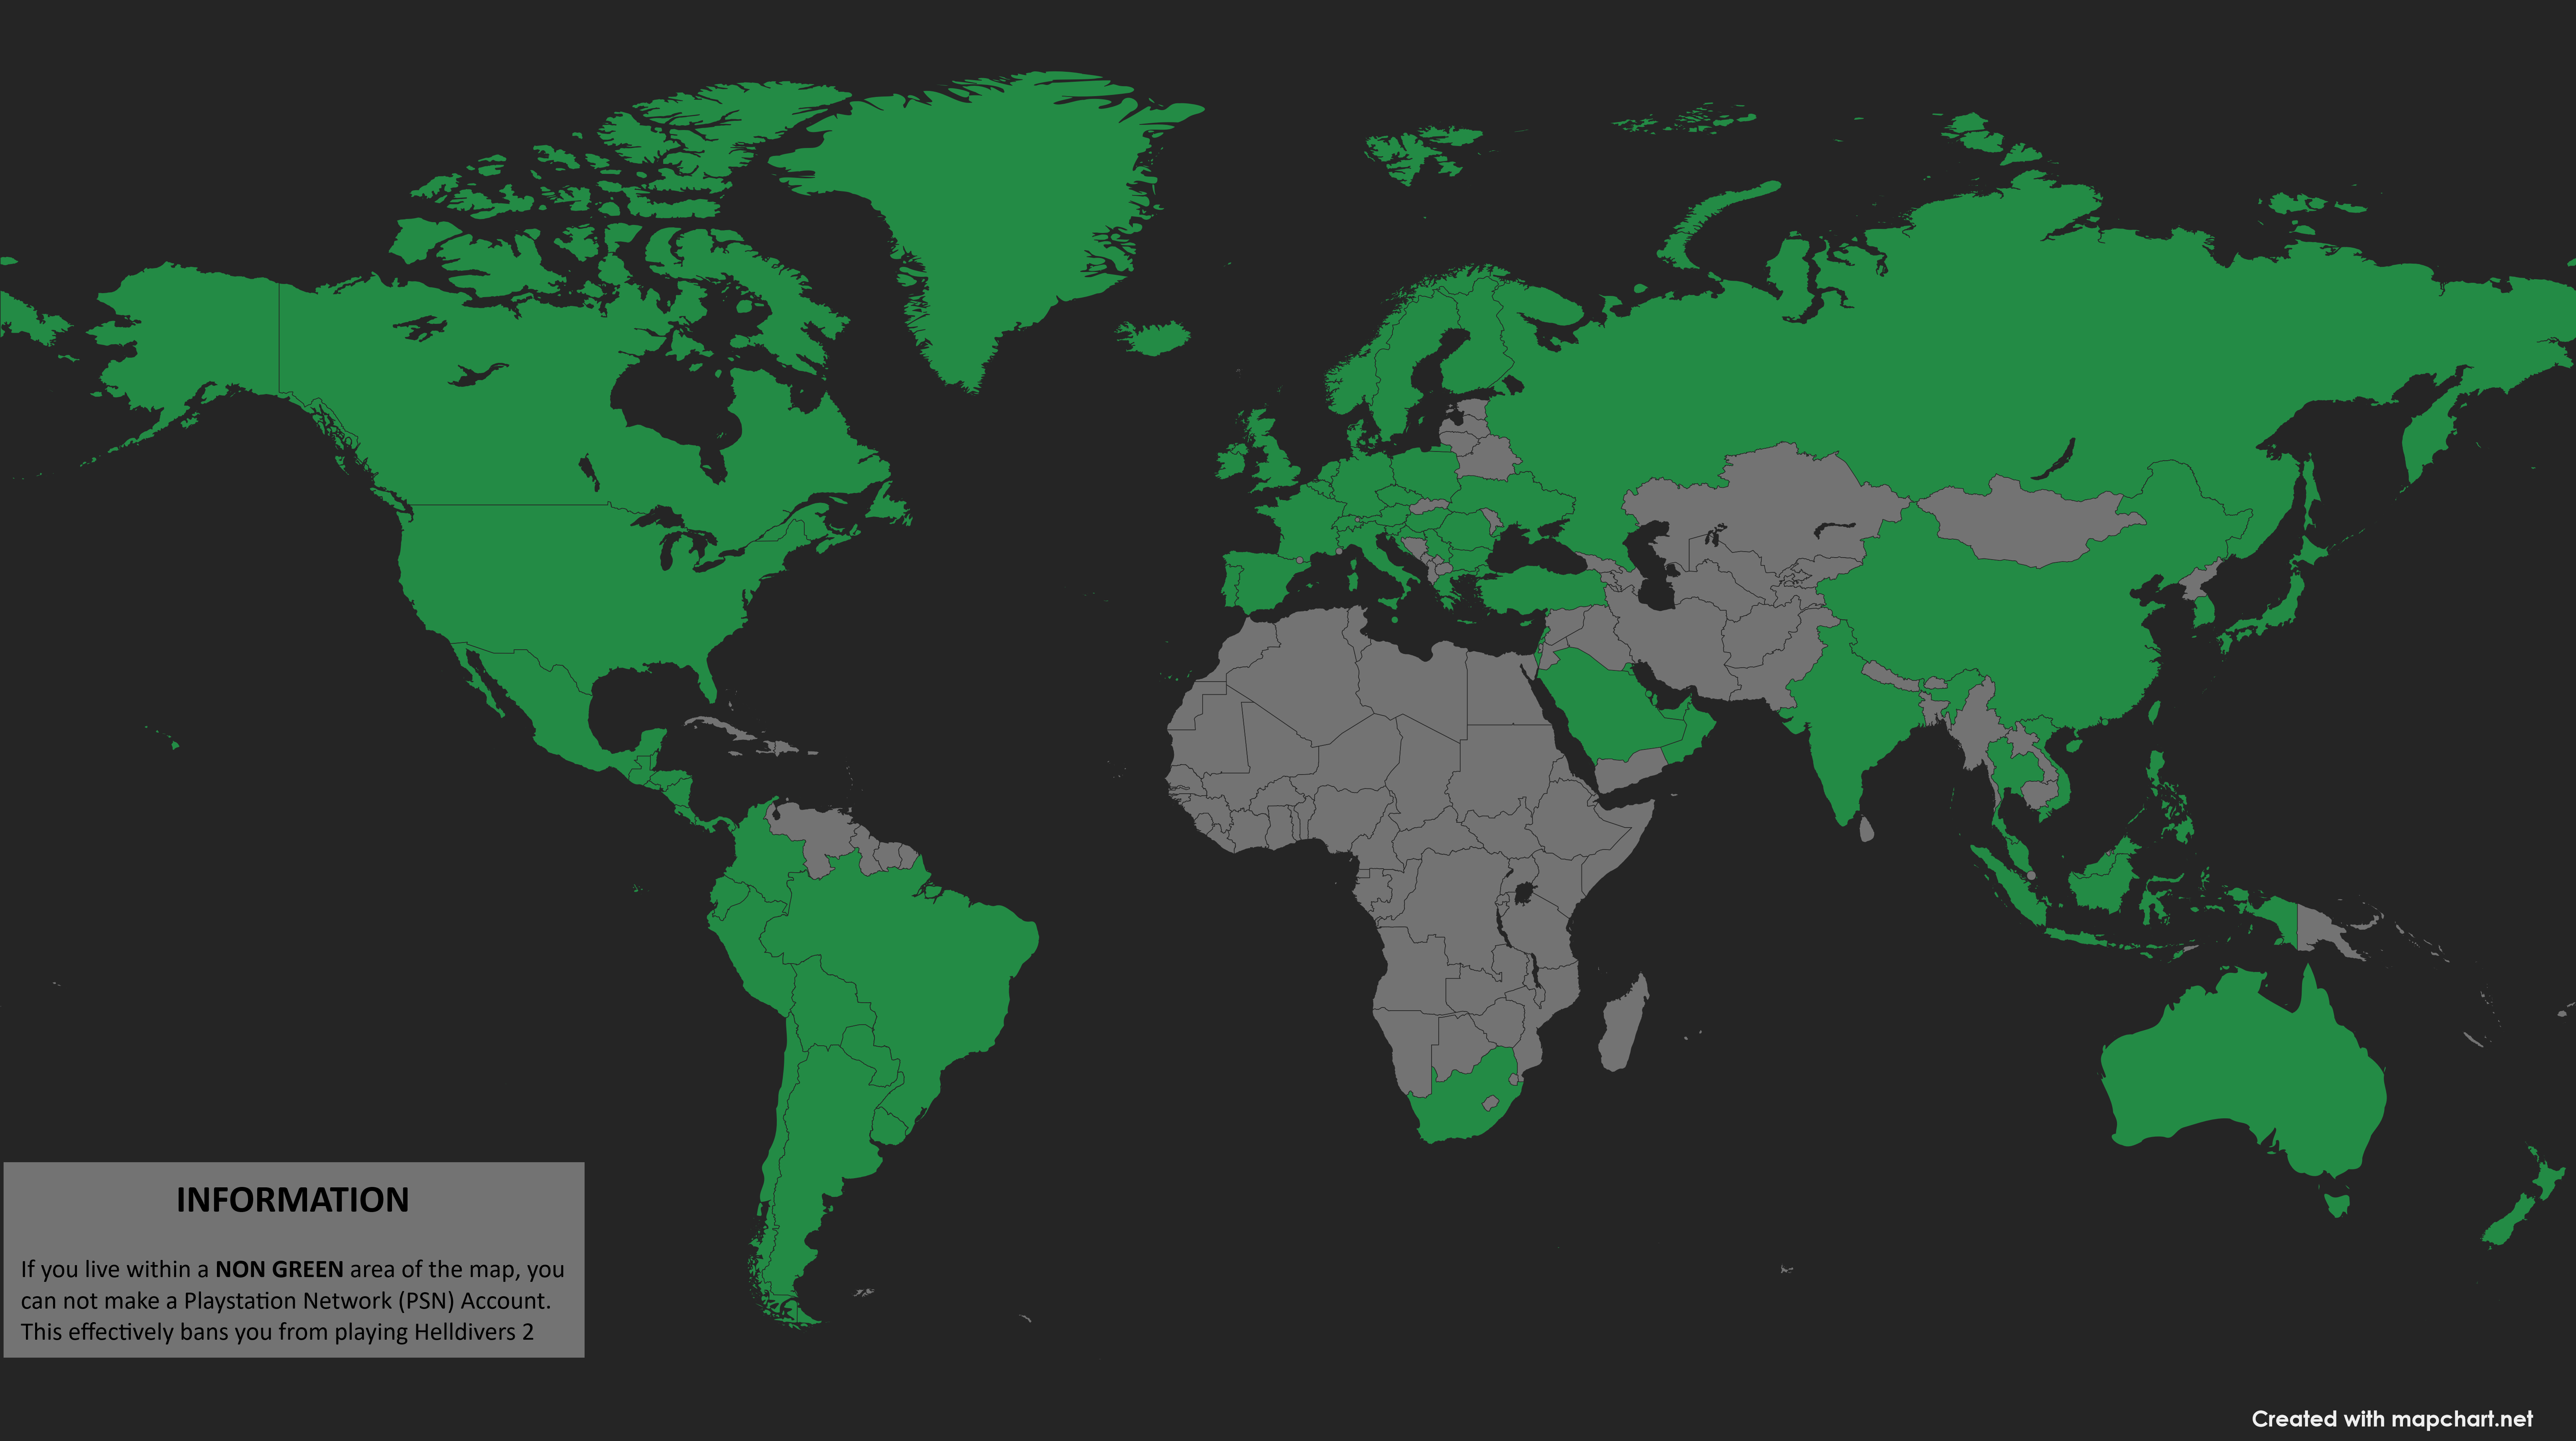 INFORMATION
If you live within a NON GREEN area of the map, you
can not make a Playstation Network (PSN) Account.
This effectively bans you from playing Helldivers 2
Created with mapchart.net